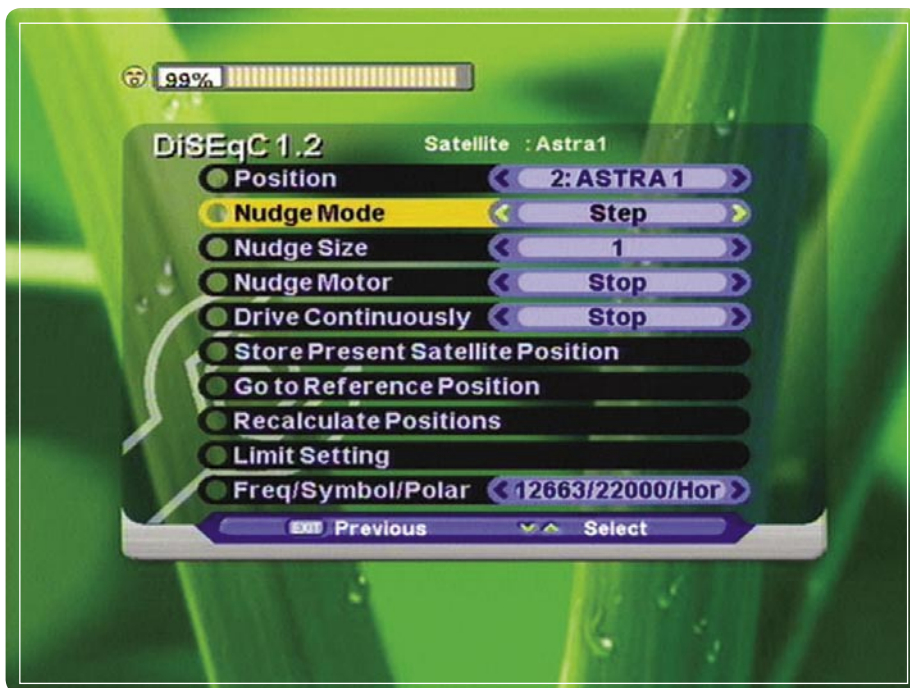 99%
DiSEqC 1.2 Satellite : Astra1
Position 2: ASTRA 1
Nudge Mode Step
Nudge Size 1
Nudge Motor Stop
Drive Continuously Stop
Store Present Satellite Position
Go to Reference Position
Recalculate Positions
Limit Setting
Freq/Symbol/Polar 12663/22000/Hor
EXIT Previous Select